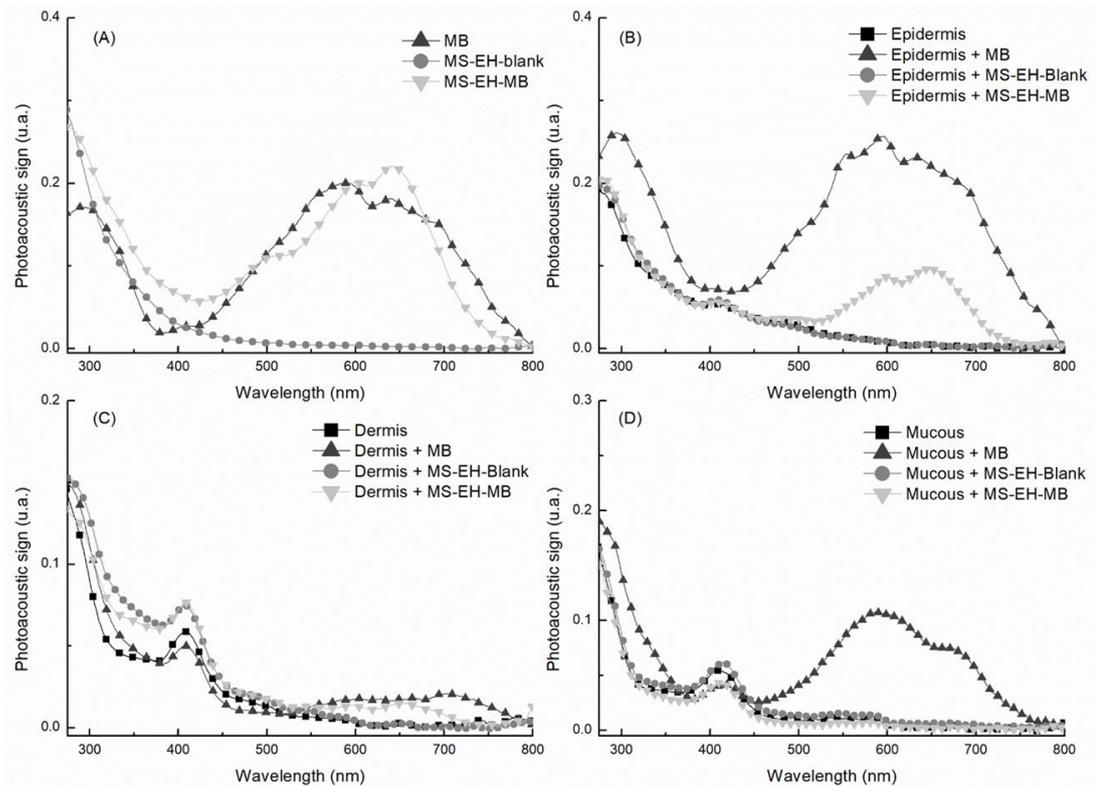 (A)
MB
MS-EH-blank
MS-EH-MB
0.4
0.2
0.0
Photoacoustic sign (u.a.)
300 400 500 600 700 800
Wavelength (nm)
(B)
Epidermis
Epidermis + MB
Epidermis + MS-EH-Blank
Epidermis + MS-EH-MB
0.4
0.2
0.0
Photoacoustic sign (u.a.)
300 400 500 600 700 800
Wavelength (nm)
(C)
Dermis
Dermis + MB
Dermis + MS-EH-Blank
Dermis + MS-EH-MB
0.2
0.1
0.0
Photoacoustic sign (u.a.)
300 400 500 600 700 800
Wavelength (nm)
(D)
Mucous
Mucous + MB
Mucous + MS-EH-Blank
Mucous + MS-EH-MB
0.3
0.2
0.1
0.0
Photoacoustic sign (u.a.)
300 400 500 600 700 800
Wavelength (nm)